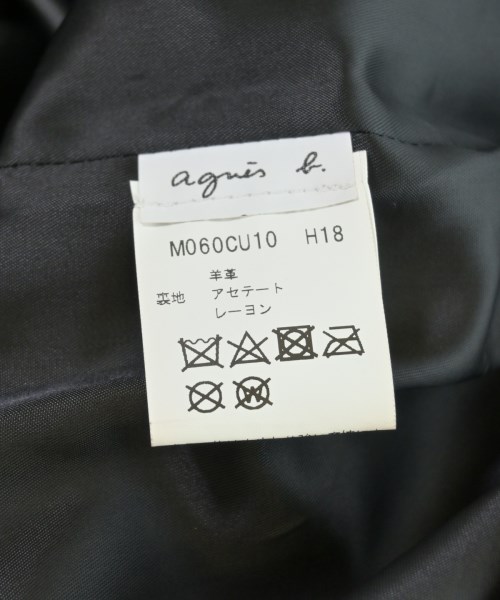 agnès b.
M060CU10 H18
羊革
裏地 アセテート
レーヨン
W